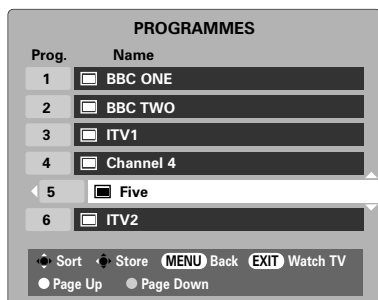 PROGRAMMES
Prog. Name
1 BBC ONE
2 BBC TWO
3 ITV1
4 Channel 4
5 Five
6 ITV2
Sort Store MENU Back EXIT Watch TV
Page Up Page Down